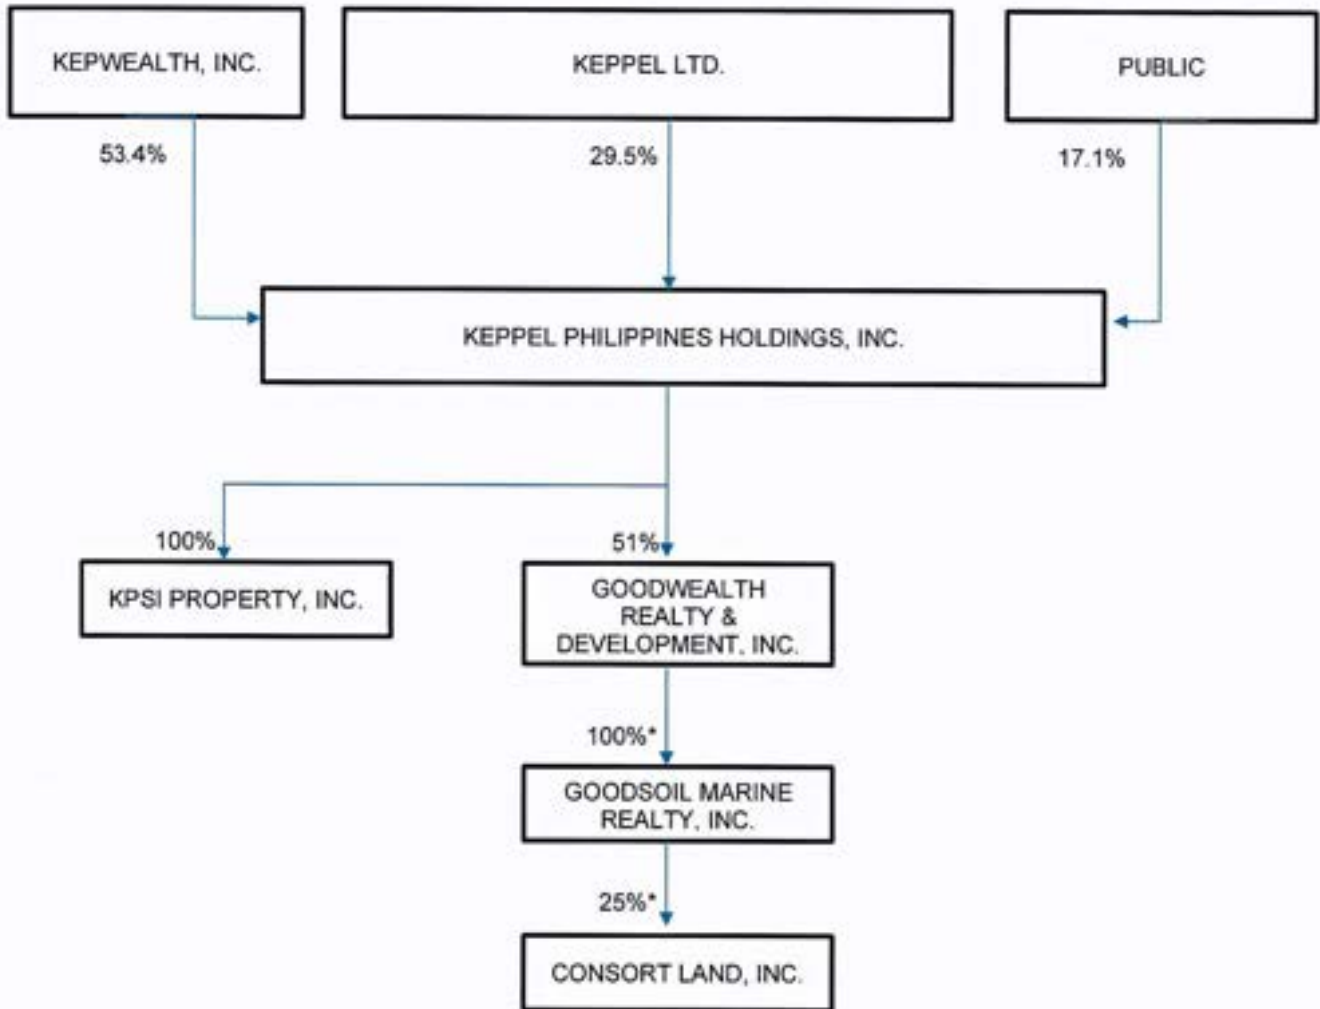 KEPWEALTH, INC.
KEPPEL LTD.
PUBLIC
53.4%
29.5%
17.1%
KEPPEL PHILIPPINES HOLDINGS, INC.
100%
51%
KPSI PROPERTY, INC.
GOODWEALTH
REALTY &
DEVELOPMENT, INC.
100%*
GOODSOIL MARINE
REALTY, INC.
25%*
CONSORT LAND, INC.